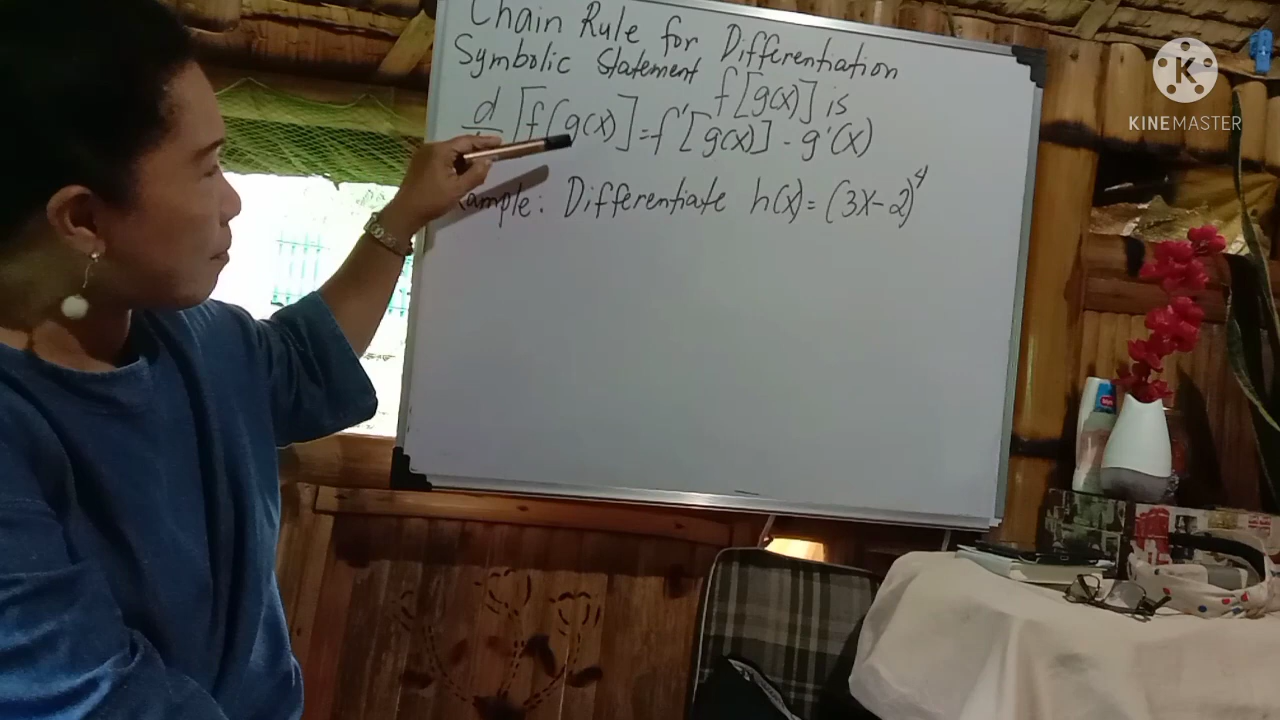 Chain Rule for Differentiation
Symbolic Statement f[g(x)] is
d [f(g(x)] = f'[g(x)] - g'(x)
ample: Differentiate h(x) = (3x-2)^4
K
KINEMASTER